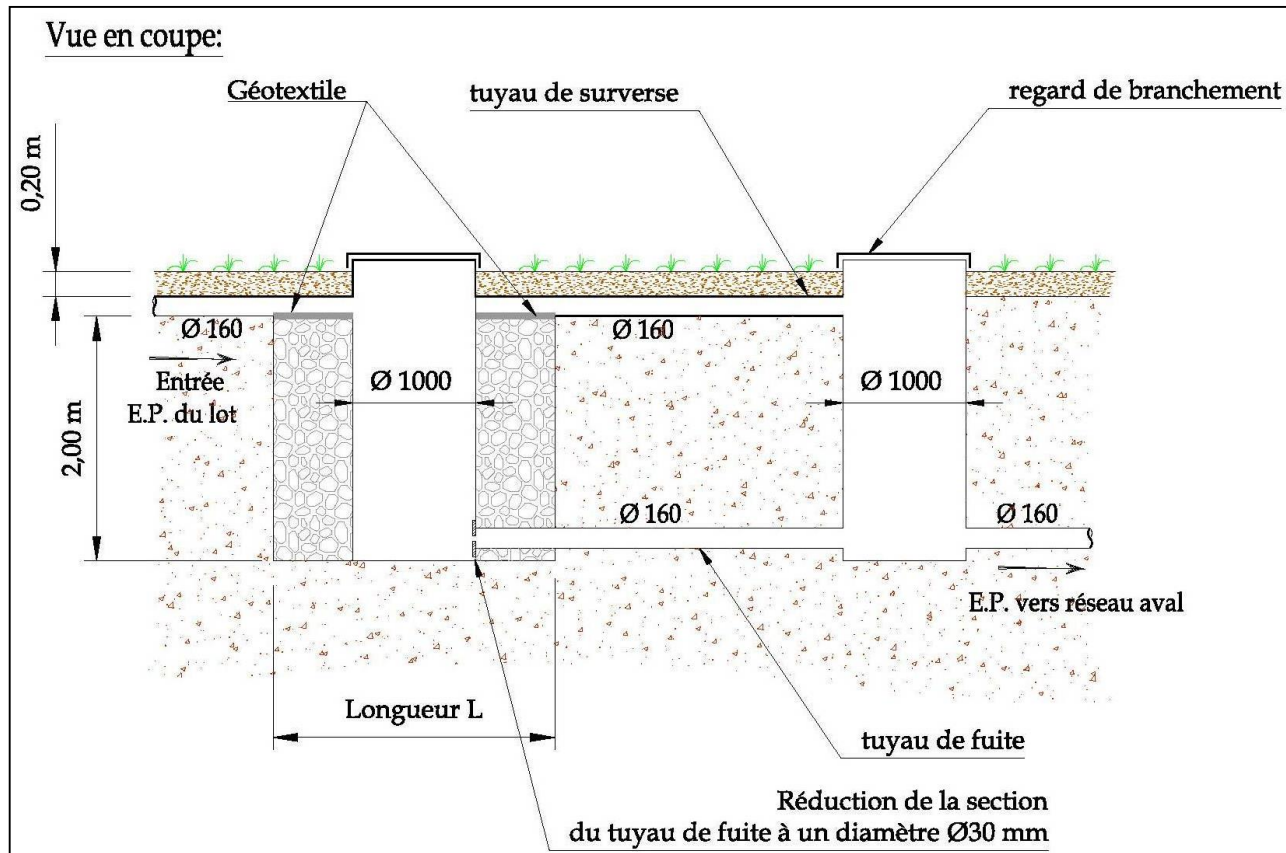 Vue en coupe:
Géotextile
tuyau de surverse
regard de branchement
0,20 m
Ø 160
Ø 160
Entrée
E.P. du lot
Ø 1000
Ø 1000
2,00 m
Ø 160
Ø 160
E.P. vers réseau aval
Longueur L
tuyau de fuite
Réduction de la section
du tuyau de fuite à un diamètre Ø30 mm